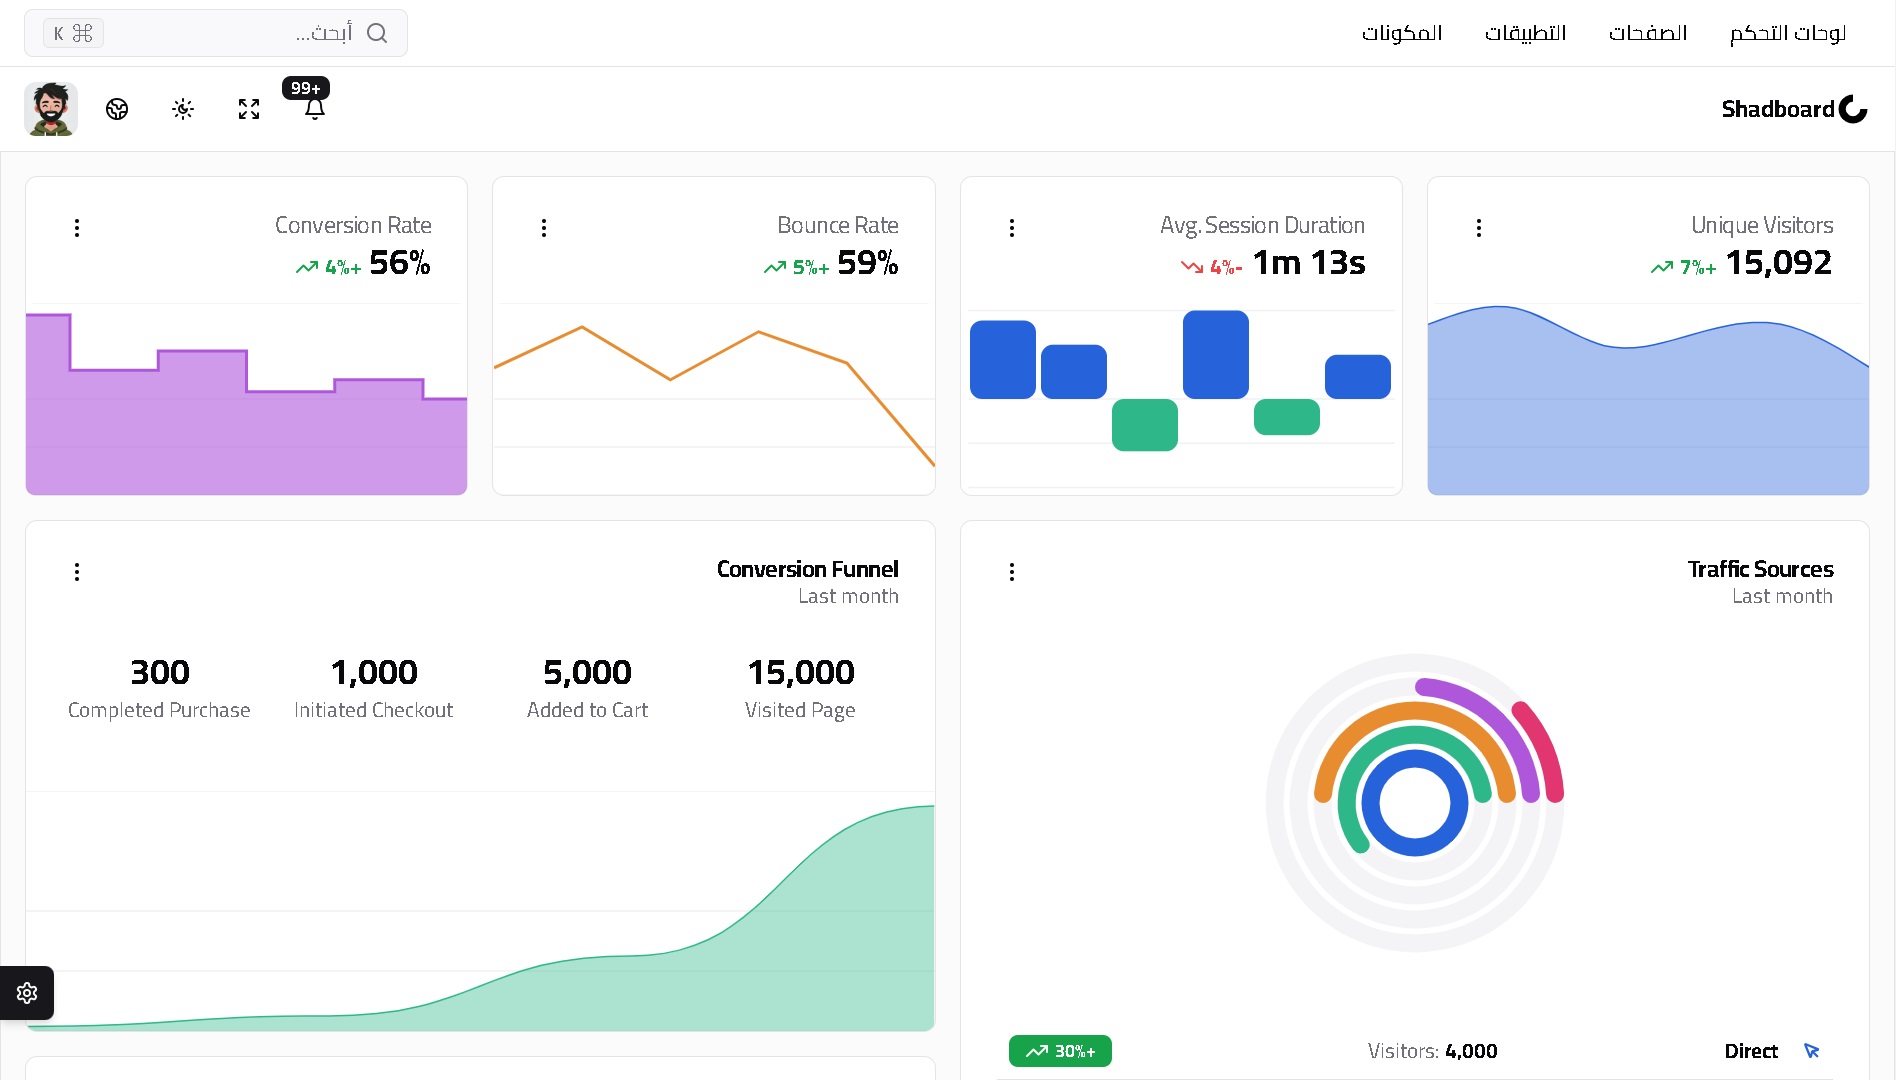 لوحات التحكم
الصفحات
التطبيقات
المكونات
أبحث...
⌘ K
Shadboard
99+
Unique Visitors
15,092
7%+
Avg. Session Duration
1m 13s
4%-
Bounce Rate
59%
5%+
Conversion Rate
56%
4%+
Traffic Sources
Last month
Direct
Visitors: 4,000
30%+
Conversion Funnel
Last month
15,000
Visited Page
5,000
Added to Cart
1,000
Initiated Checkout
300
Completed Purchase